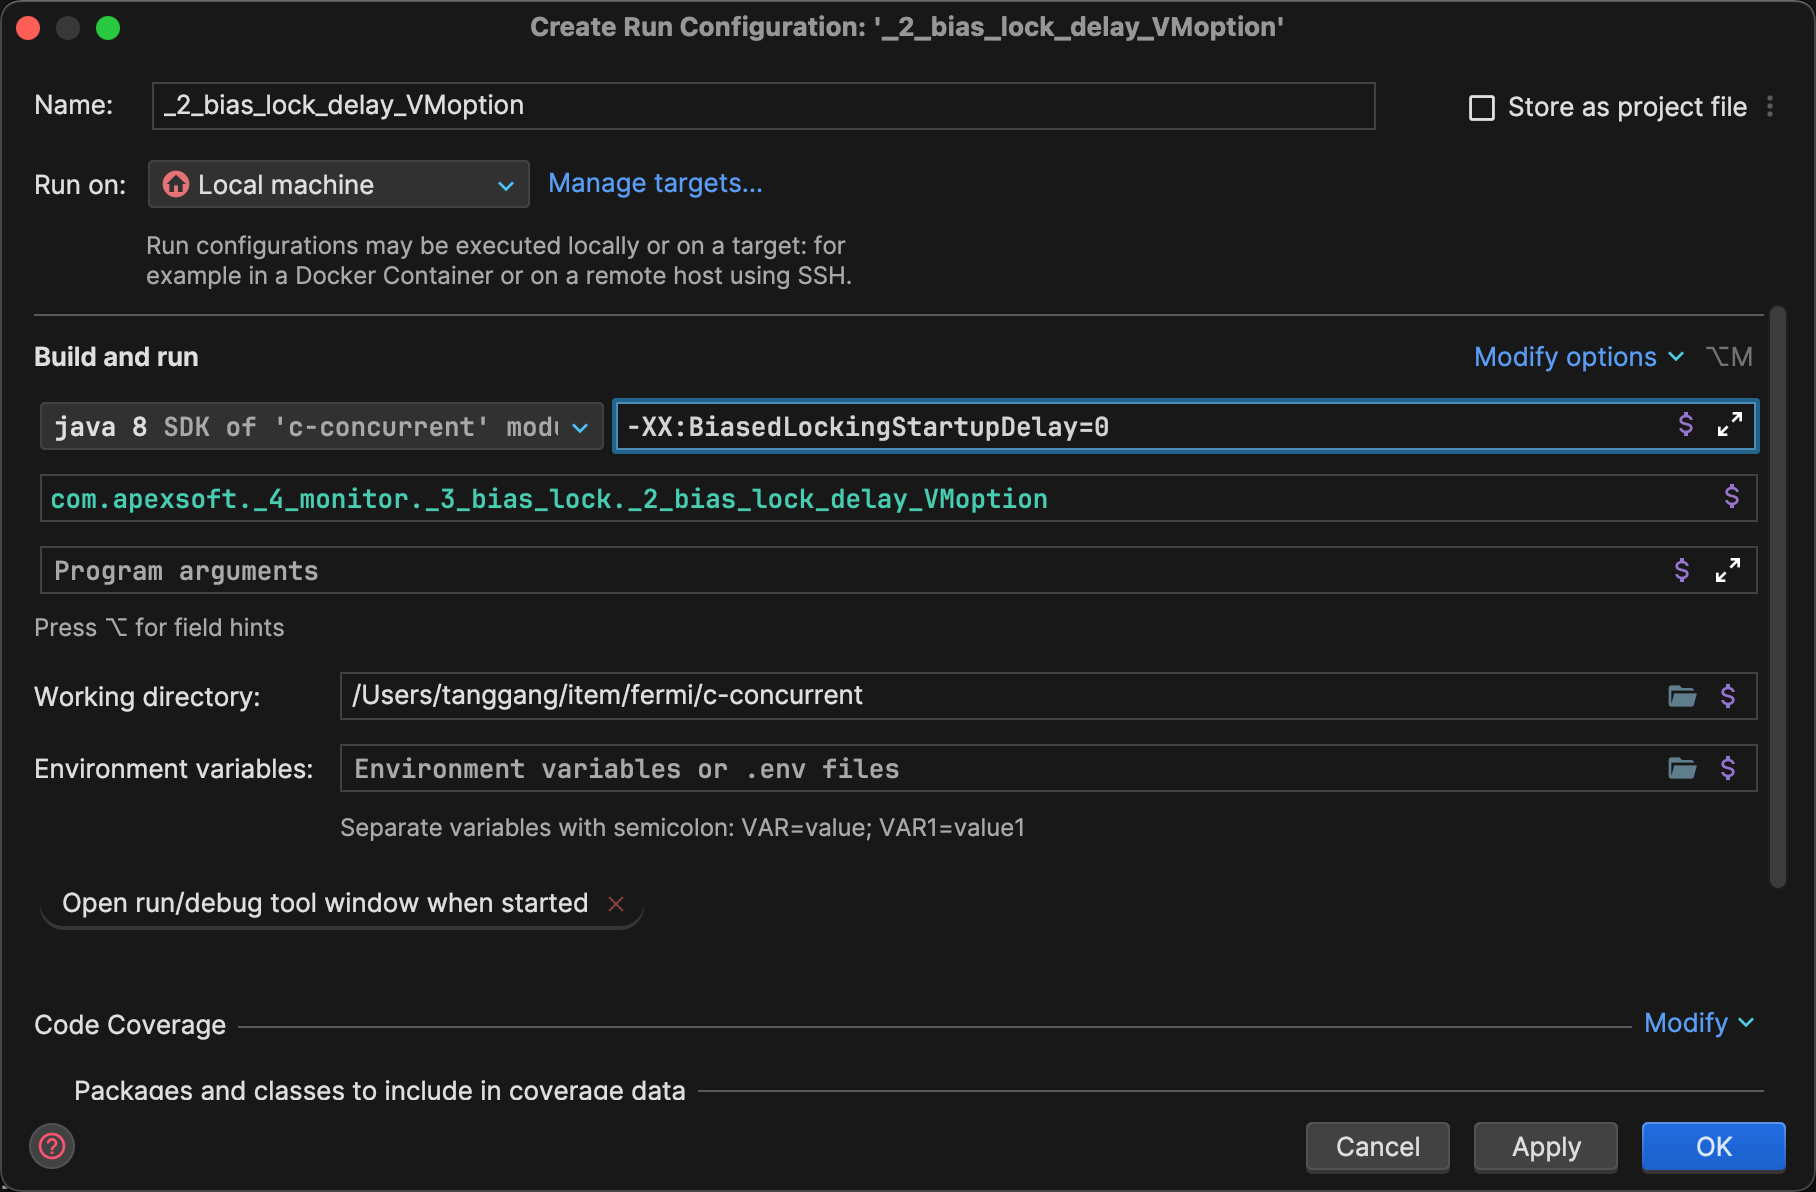 Create Run Configuration: '_2_bias_lock_delay_VMoption'
Name: _2_bias_lock_delay_VMoption Store as project file
Run on: Local machine Manage targets...
Run configurations may be executed locally or on a target: for
example in a Docker Container or on a remote host using SSH.
Build and run Modify options ⌥M
java 8 SDK of 'c-concurrent' modu -XX:BiasedLockingStartupDelay=0 $
com.apexsoft._4_monitor._3_bias_lock._2_bias_lock_delay_VMoption $
Program arguments $
Press ⌥ for field hints
Working directory: /Users/tanggang/item/fermi/c-concurrent $
Environment variables: Environment variables or .env files $
Separate variables with semicolon: VAR=value; VAR1=value1
Open run/debug tool window when started ×
Code Coverage Modify
Packages and classes to include in coverage data
? Cancel Apply OK